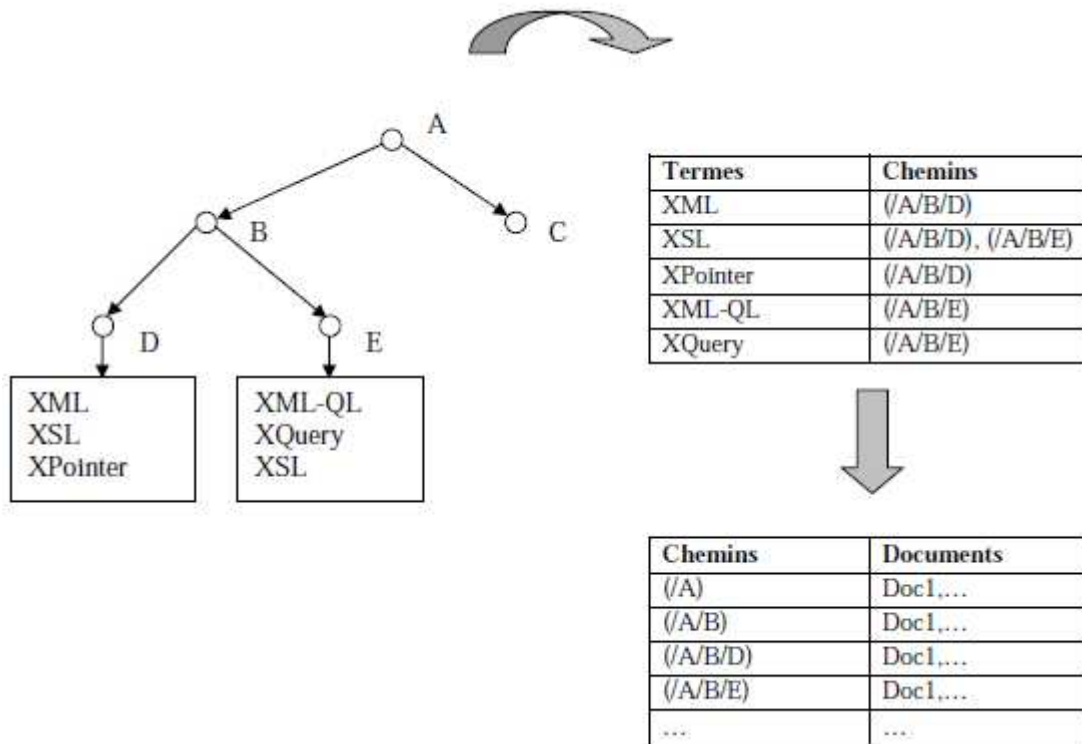 A
B
C
D
E
XML
XSL
XPointer
XML-QL
XQuery
XSL
Termes Chemins
XML (/A/B/D)
XSL (/A/B/D), (/A/B/E)
XPointer (/A/B/D)
XML-QL (/A/B/E)
XQuery (/A/B/E)
Chemins Documents
(/A) Doc1,...
(/A/B) Doc1,...
(/A/B/D) Doc1,...
(/A/B/E) Doc1,...
... ...